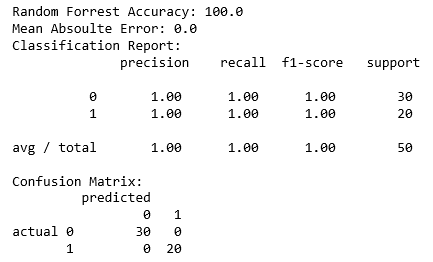 Random Forrest Accuracy: 100.0
Mean Absoulte Error: 0.0
Classification Report:
precision recall f1-score support
0 1.00 1.00 1.00 30
1 1.00 1.00 1.00 20
avg / total 1.00 1.00 1.00 50
Confusion Matrix:
predicted
0 1
actual 0 30 0
1 0 20